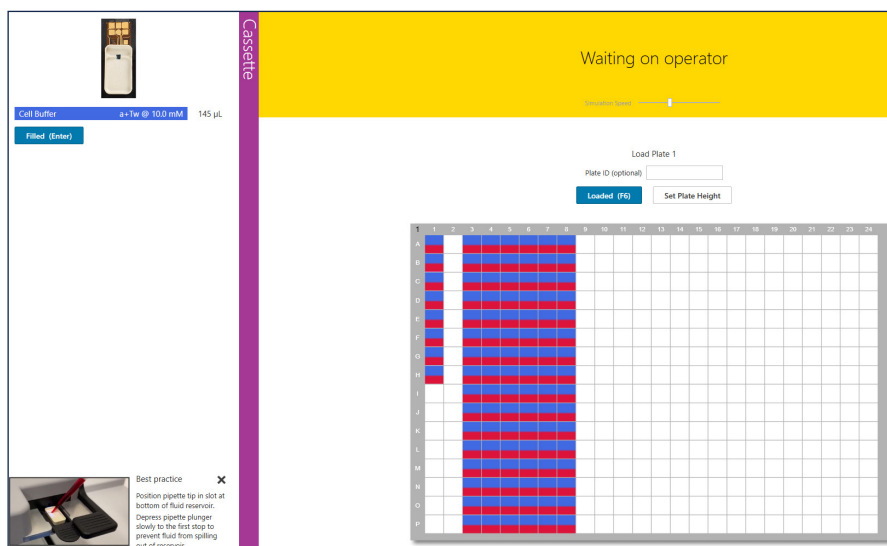 Cassette
Waiting on operator
Simulation Speed
Cell Buffer a+Tw @ 10.0 mM 145 µL
Filled (Enter)
Load Plate 1
Plate ID (optional)
Loaded (F6) Set Plate Height
1 1 2 3 4 5 6 7 8 9 10 11 12 13 14 15 16 17 18 19 20 21 22 23 24
A
B
C
D
E
F
G
H
I
J
K
L
M
N
O
P
Best practice
Position pipette tip in slot at
bottom of fluid reservoir.
Depress pipette plunger
slowly to the first stop to
prevent fluid from spilling
out of reservoir.